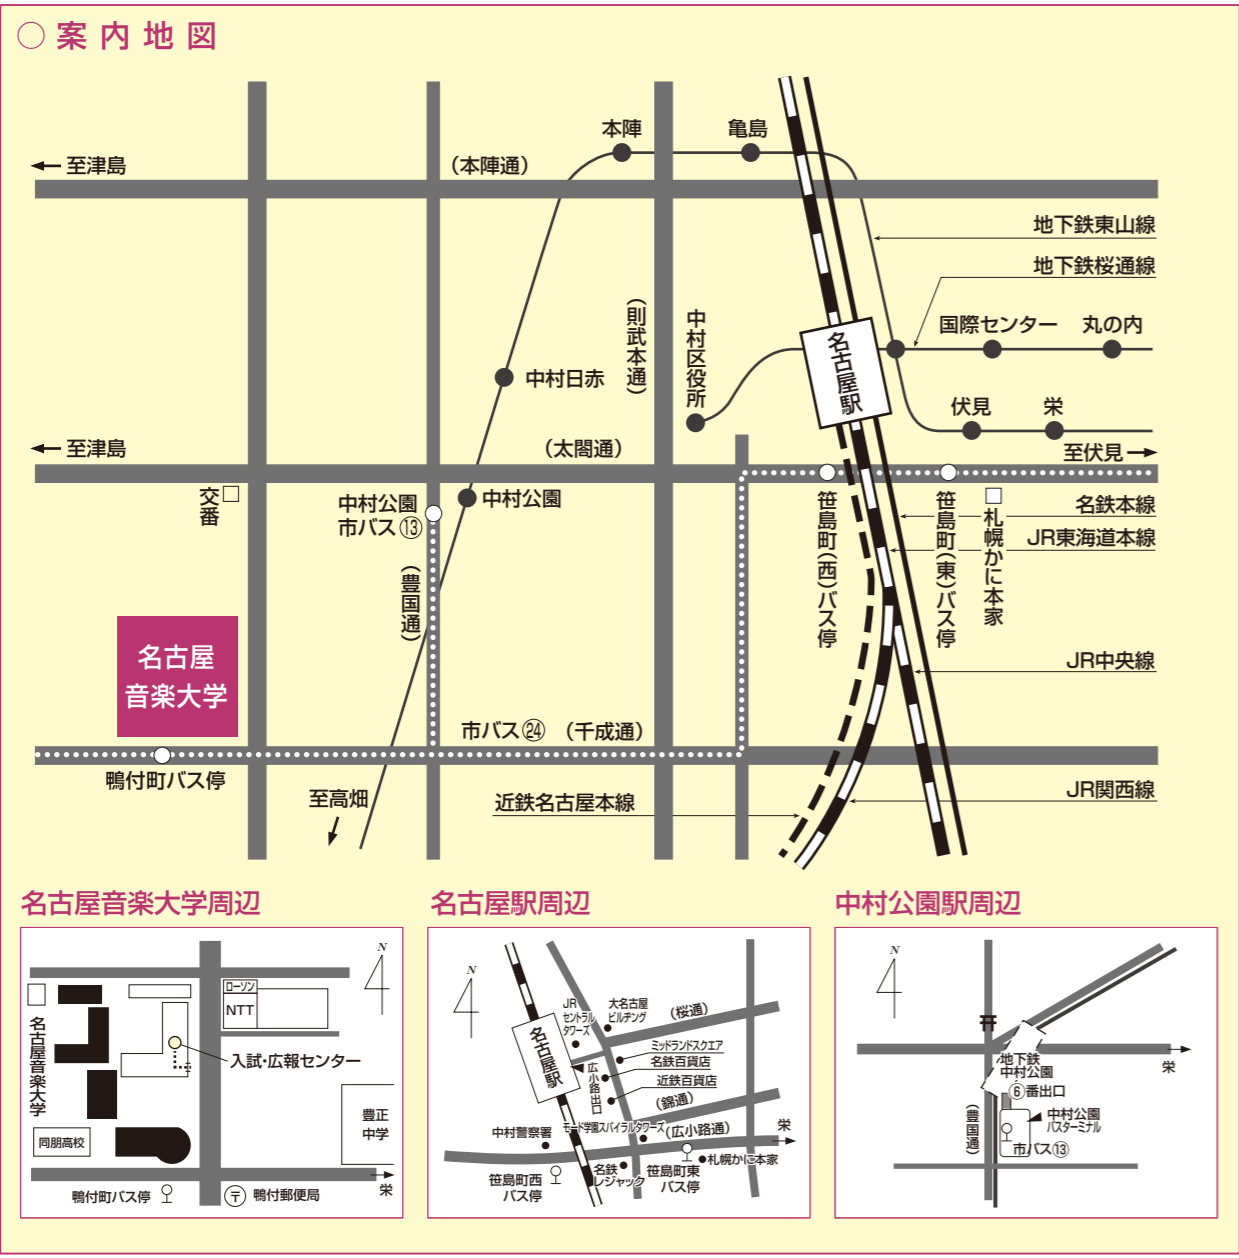 ○案内地図
本陣
亀島
←至津島
（本陣通）
地下鉄東山線
地下鉄桜通線
（則武本通）
中村区役所
名古屋駅
国際センター
丸の内
中村日赤
伏見
栄
←至津島
（太閤通）
至伏見→
交番
中村公園
市バス⑬
中村公園
笹島町（西）バス停
笹島町（東）バス停
札幌かに本家
名鉄本線
JR東海道本線
（豊国通）
名古屋
音楽大学
JR中央線
市バス㉔
（千成通）
鴨付町バス停
至高畑
近鉄名古屋本線
JR関西線
名古屋音楽大学周辺
N
ローソン
NTT
名古屋音楽大学
入試・広報センター
豊正
中学
同朋高校
栄
鴨付町バス停
〒
鴨付郵便局
名古屋駅周辺
N
JR
セントラル
タワーズ
大名古屋
ビルヂング
（桜通）
名古屋駅
ミッドランドスクエア
名鉄百貨店
広小路出口
近鉄百貨店
（錦通）
モード学園スパイラルタワーズ
（広小路通）
栄
中村警察署
笹島町西
バス停
名鉄
レジャック
笹島町東
バス停
札幌かに本家
中村公園駅周辺
N
地下鉄
中村公園
栄
⑥番出口
（豊国通）
中村公園
バスターミナル
市バス⑬